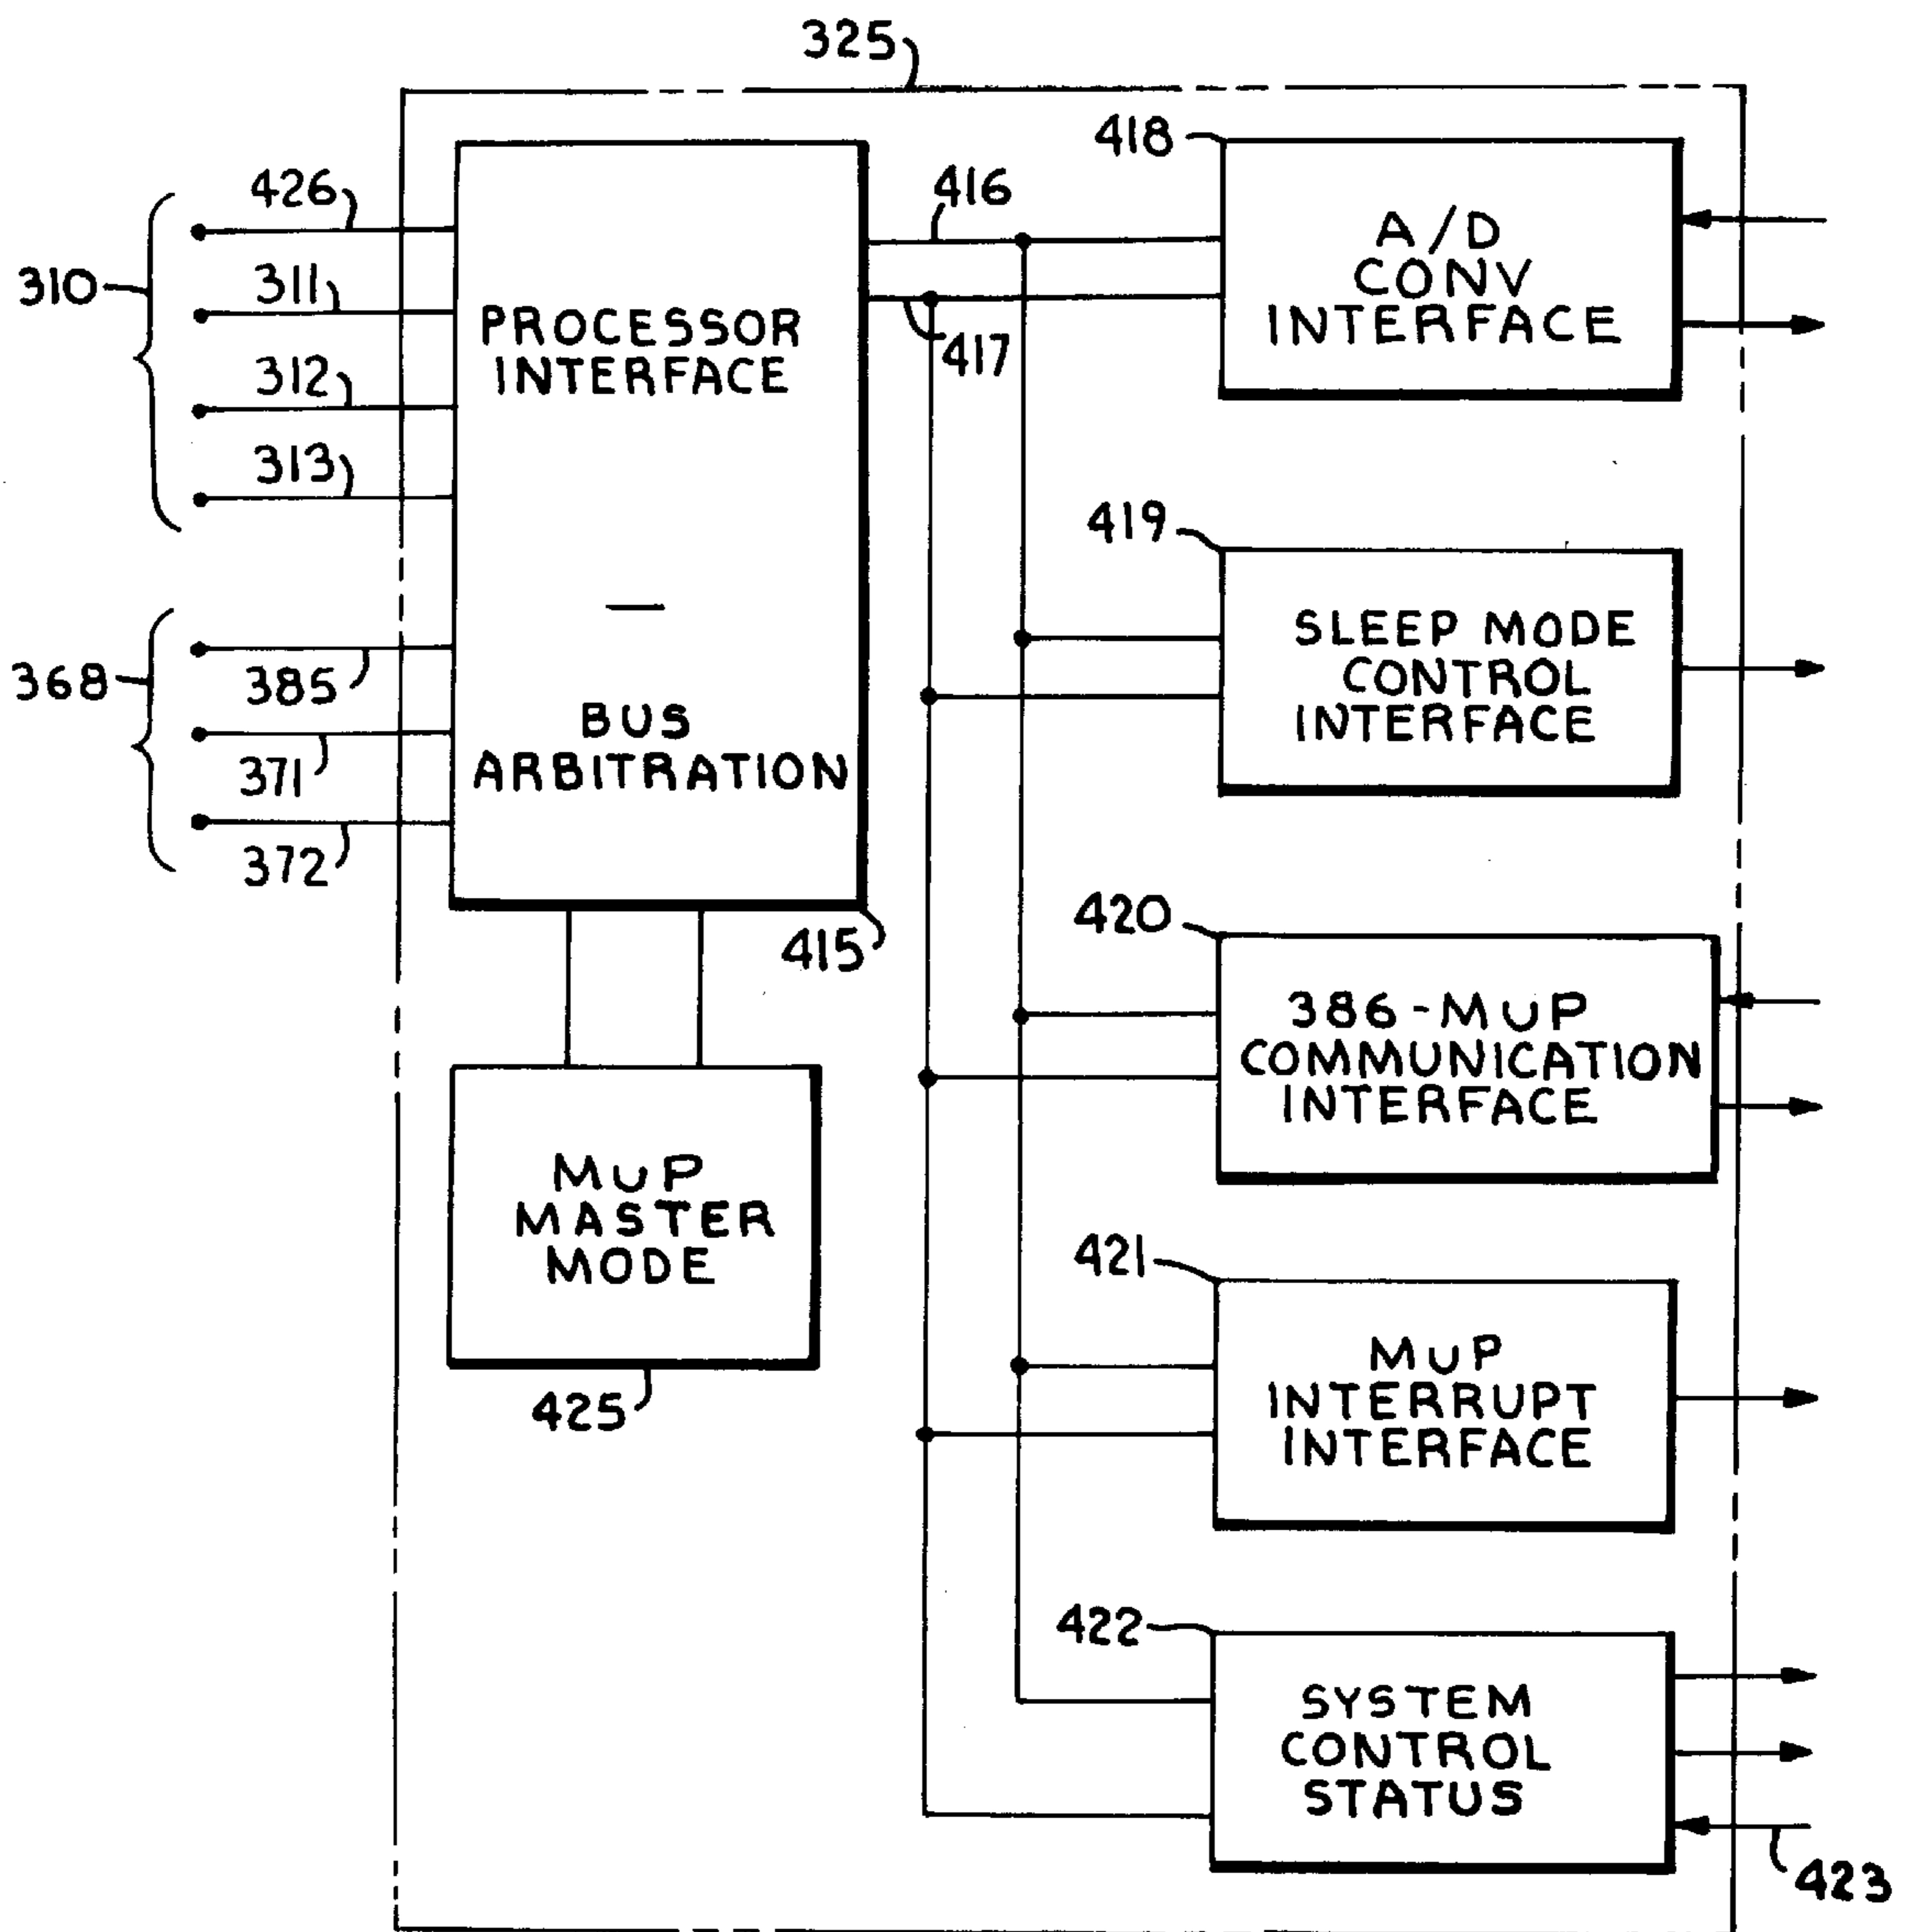 325
418
426
416
A/D
CONV
INTERFACE
310
311
PROCESSOR
INTERFACE
417
312
313
419
SLEEP MODE
CONTROL
INTERFACE
368
385
BUS
ARBITRATION
371
372
415
420
386-MUP
COMMUNICATION
INTERFACE
MUP
MASTER
MODE
425
421
MUP
INTERRUPT
INTERFACE
422
SYSTEM
CONTROL
STATUS
423